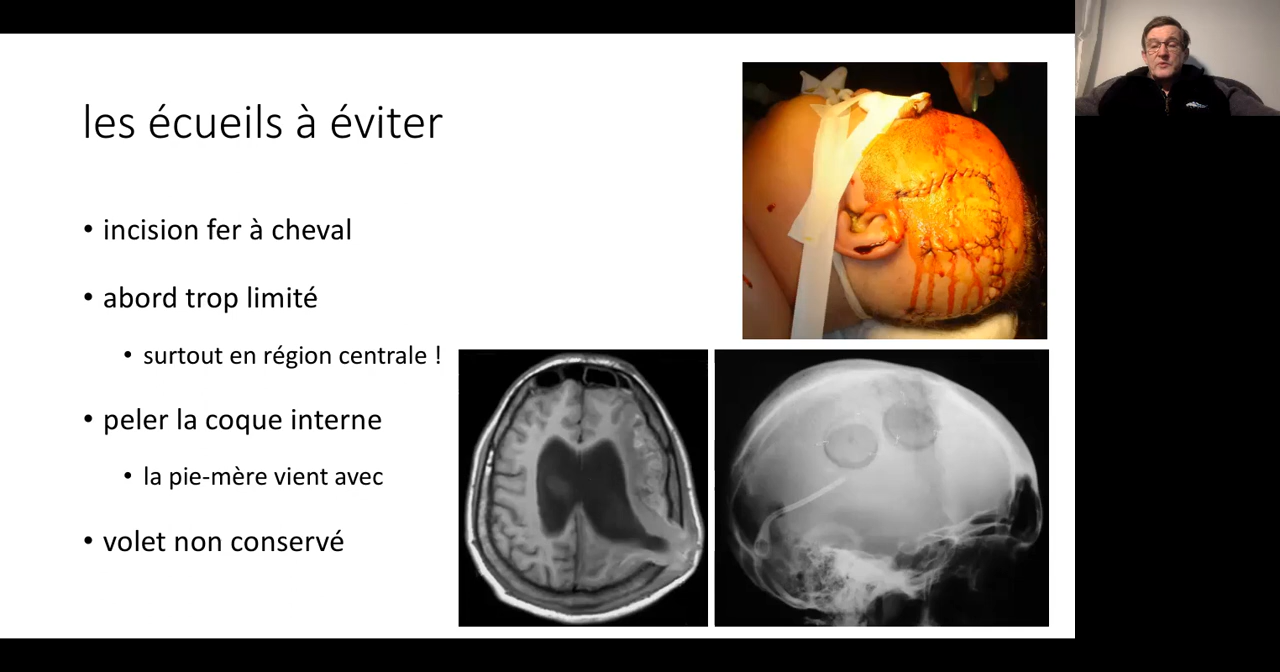 les écueils à éviter
• incision fer à cheval
• abord trop limité
• surtout en région centrale !
• peler la coque interne
• la pie-mère vient avec
• volet non conservé